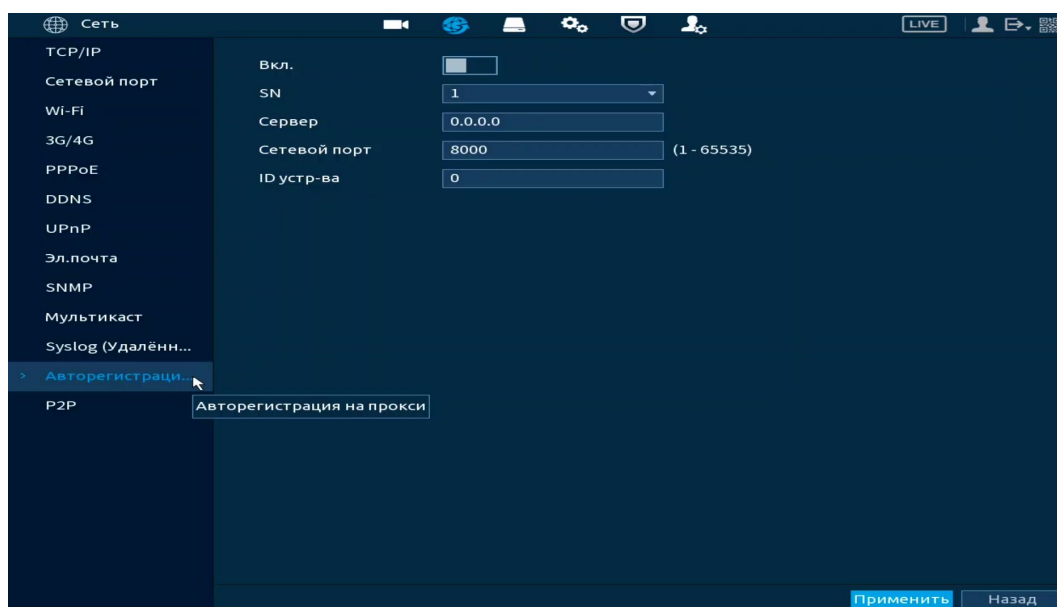 Сеть
LIVE
TCP/IP
Сетевой порт
Wi-Fi
3G/4G
PPPoE
DDNS
UPnP
Эл.почта
SNMP
Мультикаст
Syslog (Удалённ...
> Авторегистраци...
P2P
Авторегистрация на прокси
Вкл.
SN 1
Сервер 0.0.0.0
Сетевой порт 8000 (1 - 65535)
ID устр-ва 0
Применить Назад